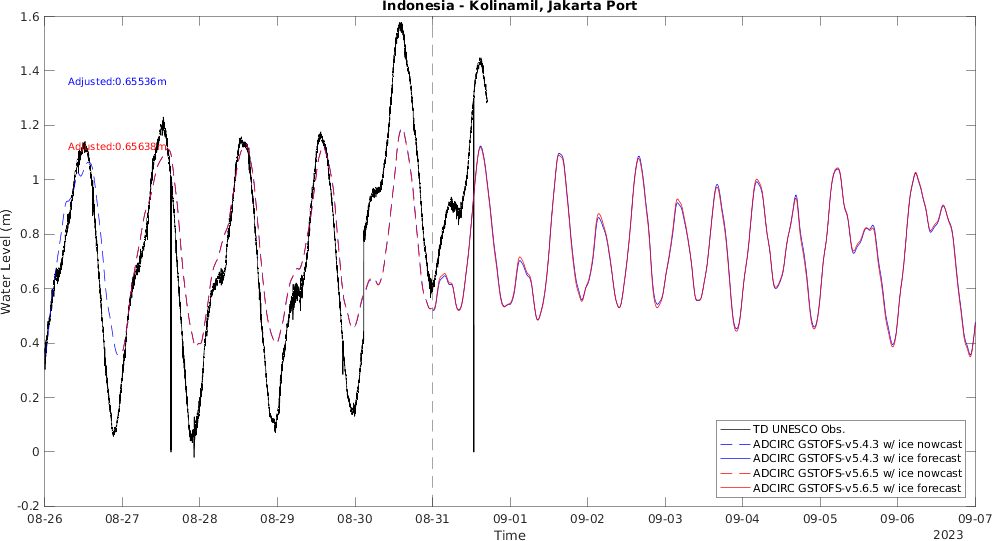 Indonesia - Kolinamil, Jakarta Port
1.6
1.4
1.2
1
0.8
0.6
0.4
0.2
0
-0.2
Water Level (m)
Adjusted:0.65536m
Adjusted:0.65638m
TD UNESCO Obs.
ADCIRC GSTOFS-v5.4.3 w/ ice nowcast
ADCIRC GSTOFS-v5.4.3 w/ ice forecast
ADCIRC GSTOFS-v5.6.5 w/ ice nowcast
ADCIRC GSTOFS-v5.6.5 w/ ice forecast
08-26 08-27 08-28 08-29 08-30 08-31 09-01 09-02 09-03 09-04 09-05 09-06 09-07
Time
2023